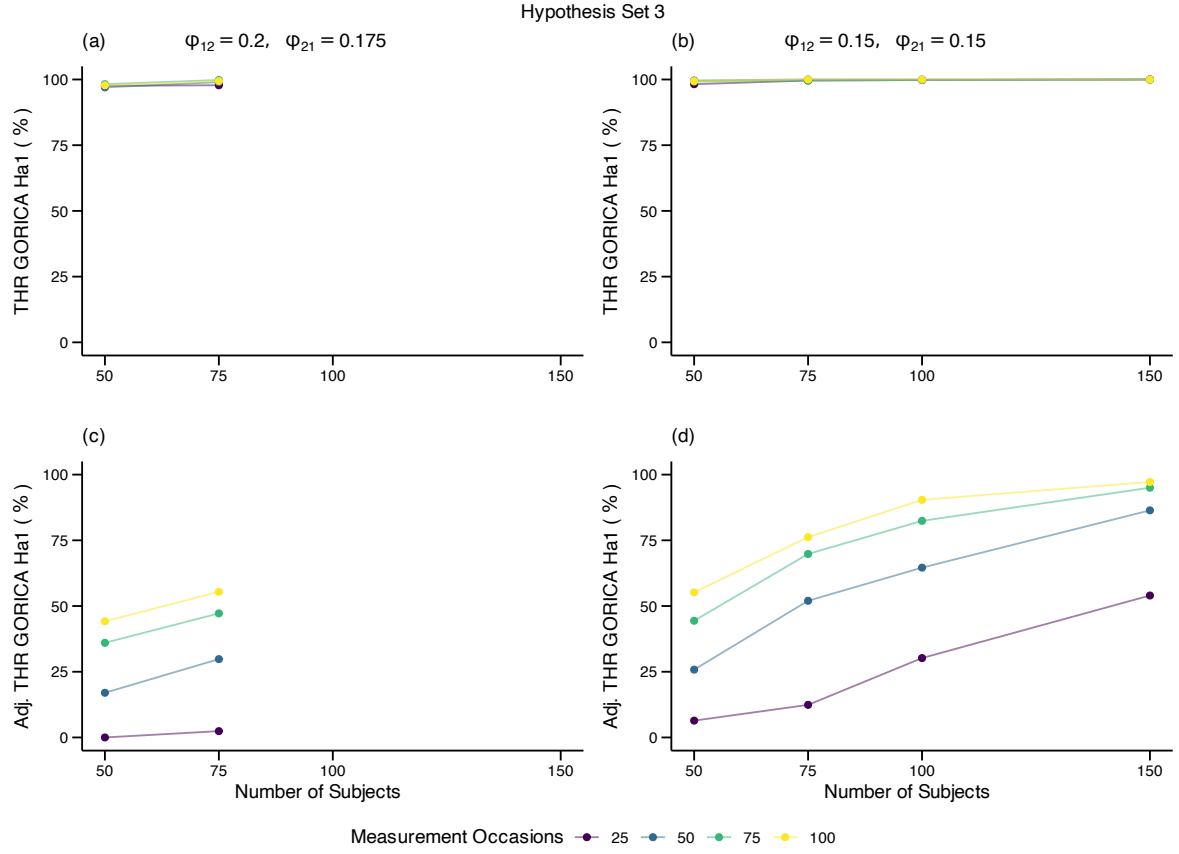 Hypothesis Set 3
(a) φ12 = 0.2, φ21 = 0.175
(b) φ12 = 0.15, φ21 = 0.15
THR GORICA Ha1 ( % )
100
75
50
25
0
50 75 100 150
THR GORICA Ha1 ( % )
100
75
50
25
0
50 75 100 150
(c)
(d)
Adj. THR GORICA Ha1 ( % )
100
75
50
25
0
50 75 100 150
Number of Subjects
Adj. THR GORICA Ha1 ( % )
100
75
50
25
0
50 75 100 150
Number of Subjects
Measurement Occasions 25 50 75 100